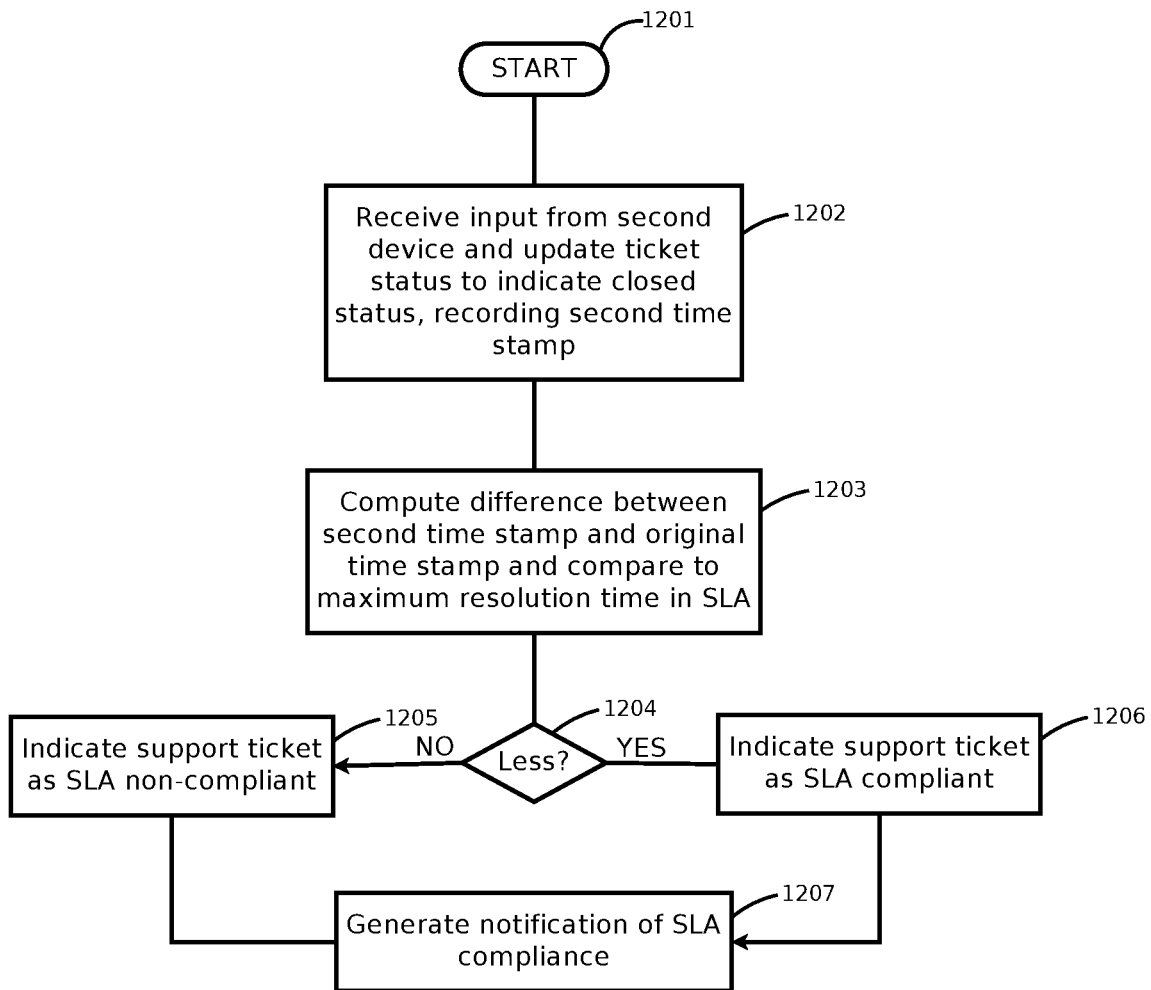 1201
START
1202
Receive input from second
device and update ticket
status to indicate closed
status, recording second time
stamp
1203
Compute difference between
second time stamp and original
time stamp and compare to
maximum resolution time in SLA
1204
Less?
NO
YES
1205
Indicate support ticket
as SLA non-compliant
1206
Indicate support ticket
as SLA compliant
1207
Generate notification of SLA
compliance